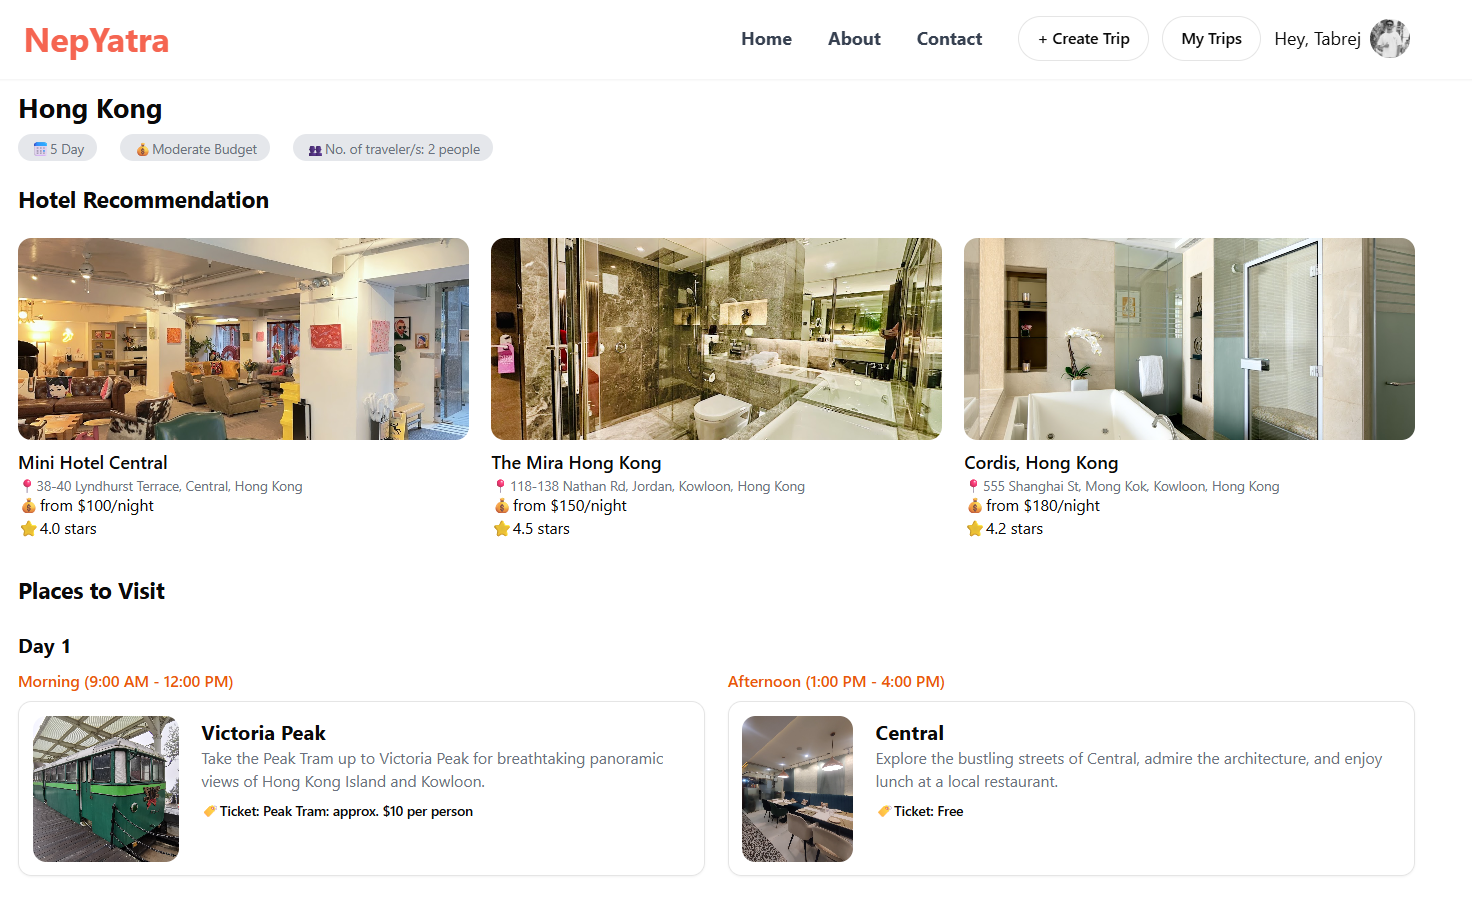 NepYatra
Home
About
Contact
+ Create Trip
My Trips
Hey, Tabrej
Hong Kong
5 Day
Moderate Budget
No. of traveler/s: 2 people
Hotel Recommendation
Mini Hotel Central
38-40 Lyndhurst Terrace, Central, Hong Kong
from $100/night
4.0 stars
The Mira Hong Kong
118-138 Nathan Rd, Jordan, Kowloon, Hong Kong
from $150/night
4.5 stars
Cordis, Hong Kong
555 Shanghai St, Mong Kok, Kowloon, Hong Kong
from $180/night
4.2 stars
Places to Visit
Day 1
Morning (9:00 AM - 12:00 PM)
Victoria Peak
Take the Peak Tram up to Victoria Peak for breathtaking panoramic
views of Hong Kong Island and Kowloon.
Ticket: Peak Tram: approx. $10 per person
Afternoon (1:00 PM - 4:00 PM)
Central
Explore the bustling streets of Central, admire the architecture, and enjoy
lunch at a local restaurant.
Ticket: Free